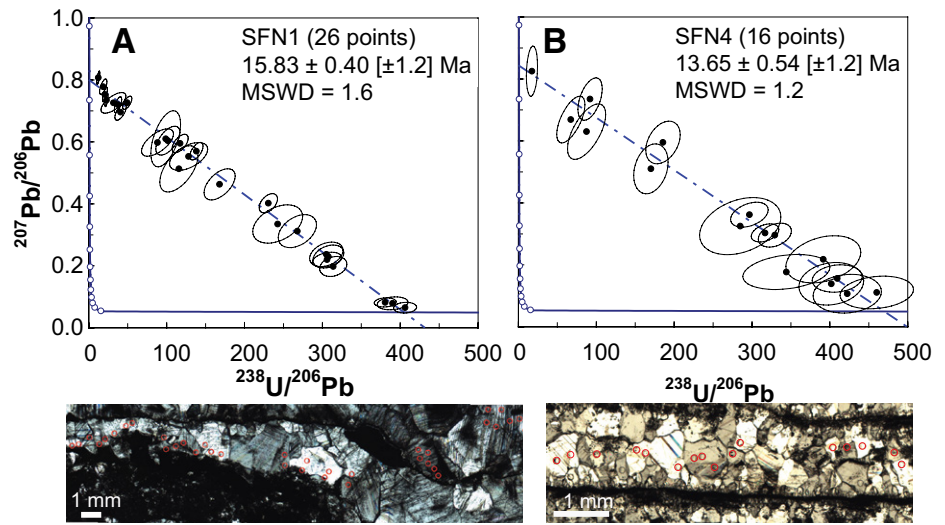 A
SFN1 (26 points)
15.83 ± 0.40 [±1.2] Ma
MSWD = 1.6
B
SFN4 (16 points)
13.65 ± 0.54 [±1.2] Ma
MSWD = 1.2
1.0
0.8
0.6
0.4
0.2
0.0
²⁰⁷Pb/²⁰⁶Pb
0 100 200 300 400 500
0 100 200 300 400 500
²³⁸U/²⁰⁶Pb
²³⁸U/²⁰⁶Pb
1 mm
1 mm